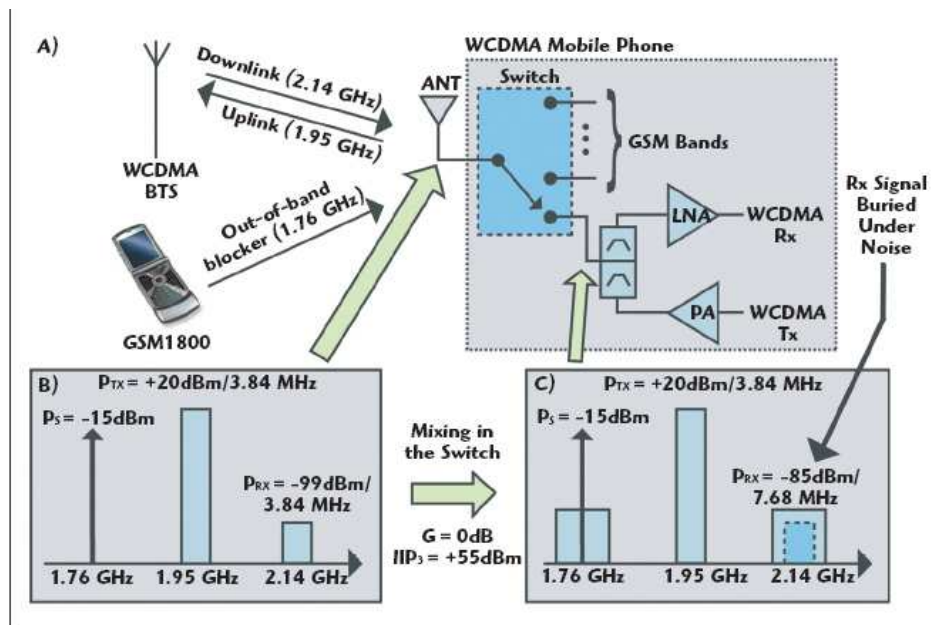 A)
WCDMA Mobile Phone
Downlink (2.14 GHz)
Uplink (1.95 GHz)
ANT
Switch
GSM Bands
WCDMA
BTS
Out-of-band
blocker (1.76 GHz)
LNA
WCDMA
Rx
Rx Signal
Buried
Under
Noise
PA
WCDMA
Tx
GSM1800
B)
PTX = +20dBm/3.84 MHz
PS = -15dBm
PRX = -99dBm/
3.84 MHz
1.76 GHz 1.95 GHz 2.14 GHz
Mixing in
the Switch
G = 0dB
IIP3 = +55dBm
C)
PTX = +20dBm/3.84 MHz
PS = -15dBm
PRX = -85dBm/
7.68 MHz
1.76 GHz 1.95 GHz 2.14 GHz